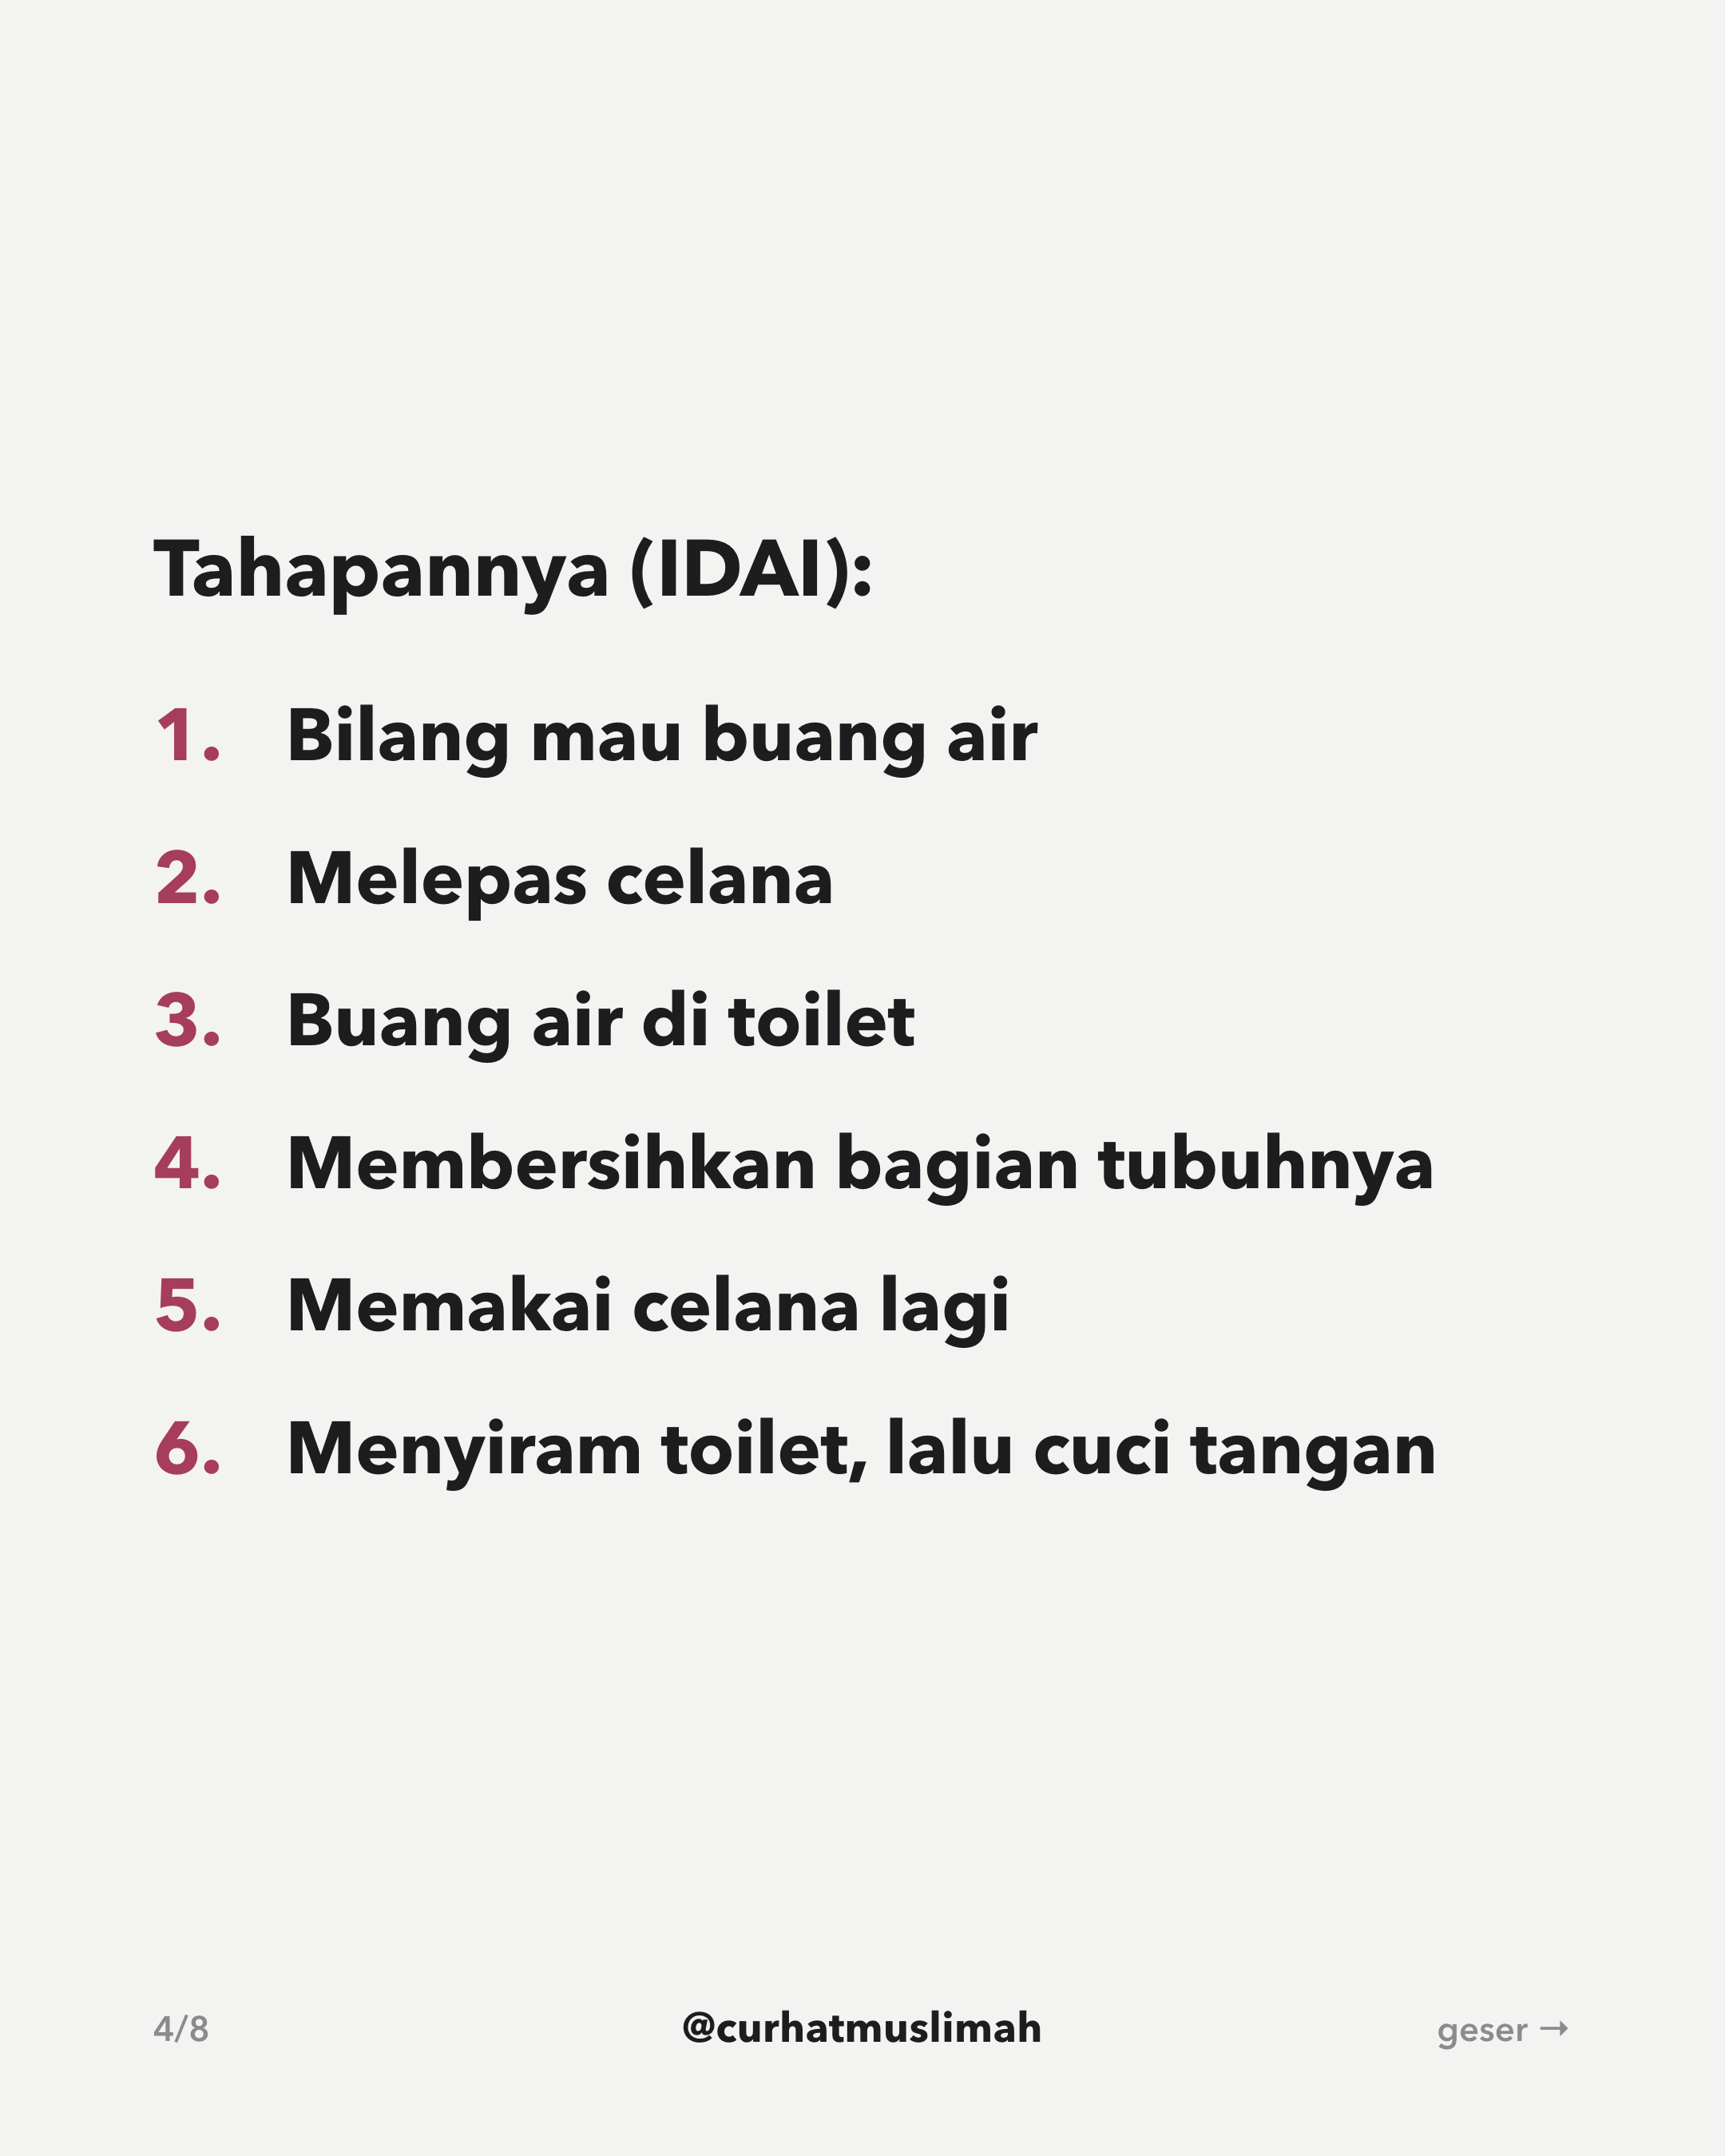 Tahapannya (IDAI):
1. Bilang mau buang air
2. Melepas celana
3. Buang air di toilet
4. Membersihkan bagian tubuhnya
5. Memakai celana lagi
6. Menyiram toilet, lalu cuci tangan
4/8 @curhatmuslimah geser →